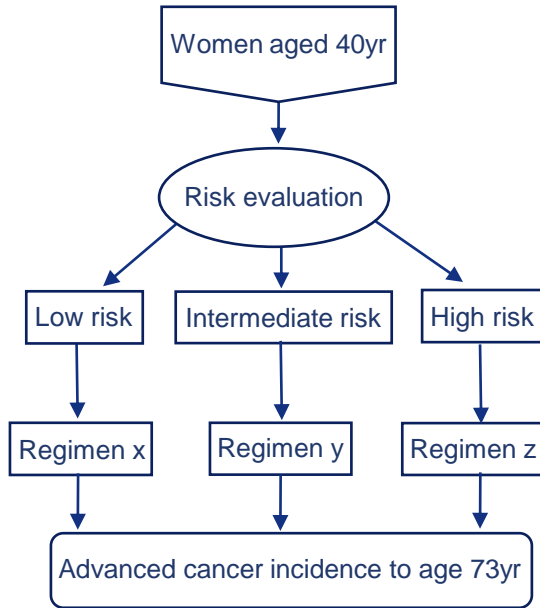 Women aged 40yr
Risk evaluation
Low risk
Intermediate risk
High risk
Regimen x
Regimen y
Regimen z
Advanced cancer incidence to age 73yr